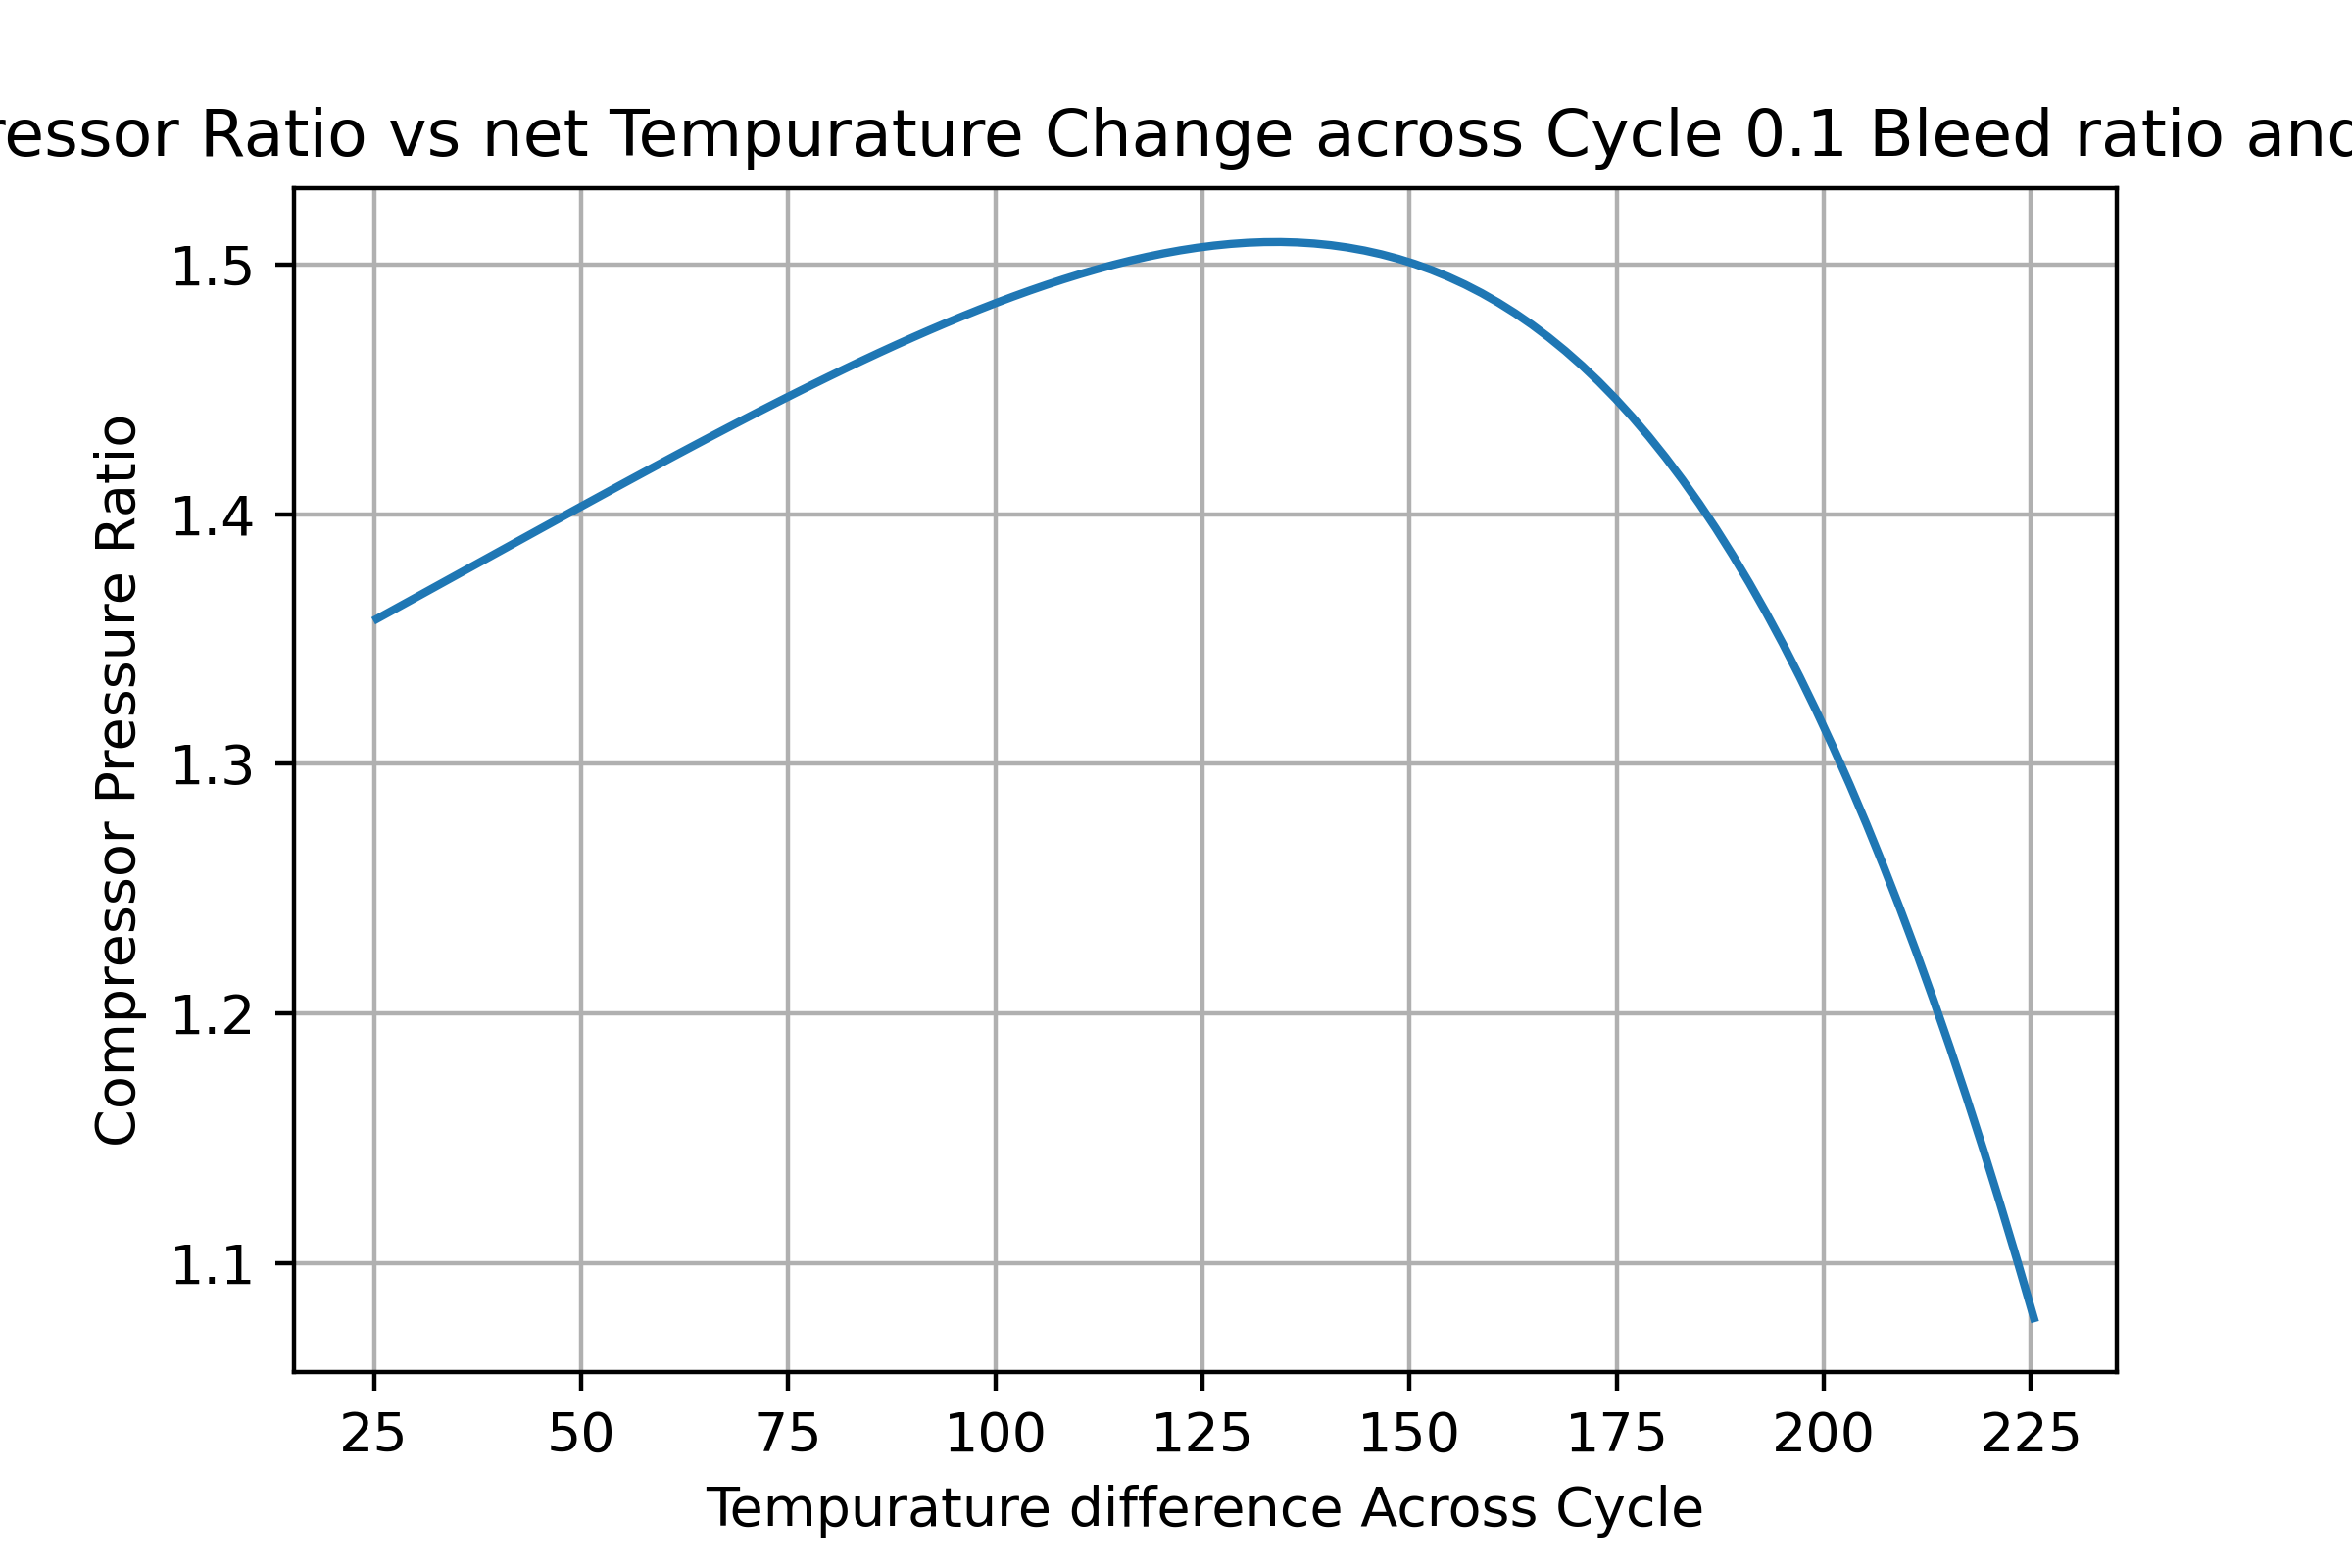 ressor Ratio vs net Tempurature Change across Cycle 0.1 Bleed ratio and
Compressor Pressure Ratio
1.5
1.4
1.3
1.2
1.1
25 50 75 100 125 150 175 200 225
Tempurature difference Across Cycle